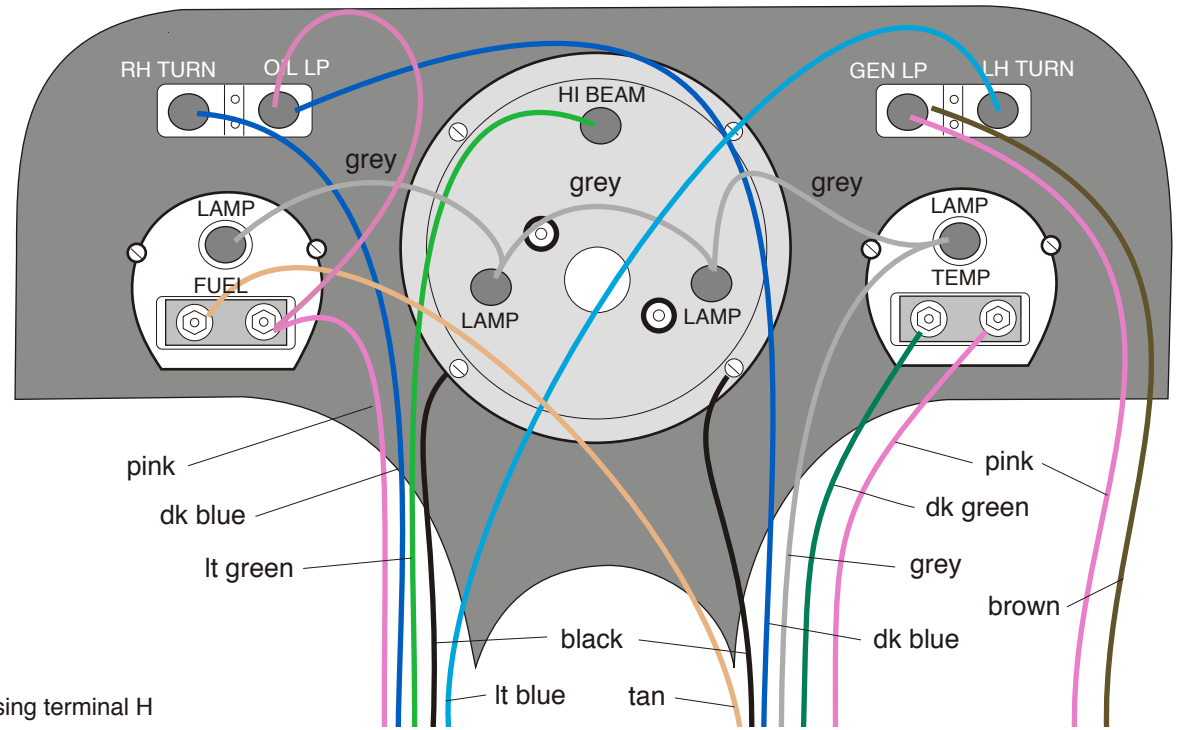 RH TURN
OIL LP
HI BEAM
GEN LP
LH TURN
grey
grey
grey
LAMP
LAMP
FUEL
TEMP
LAMP
LAMP
pink
pink
dk blue
dk green
lt green
grey
brown
black
dk blue
lt blue
tan
sing terminal H